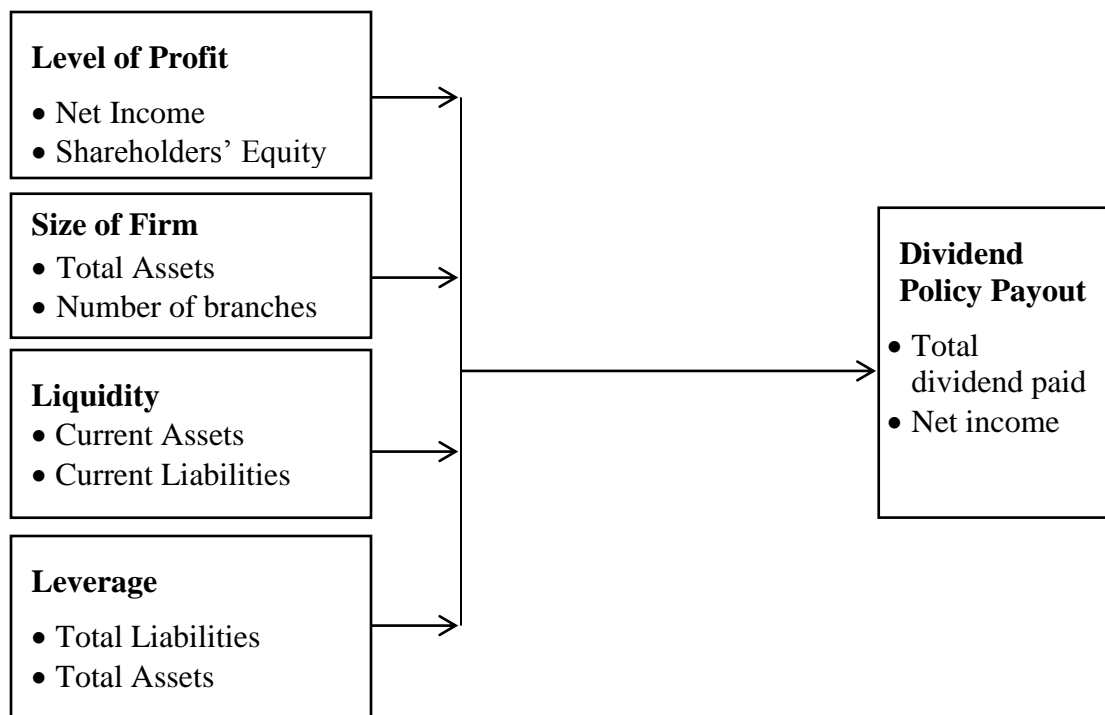 Level of Profit
• Net Income
• Shareholders’ Equity
Size of Firm
• Total Assets
• Number of branches
Liquidity
• Current Assets
• Current Liabilities
Leverage
• Total Liabilities
• Total Assets
Dividend
Policy Payout
• Total
dividend paid
• Net income